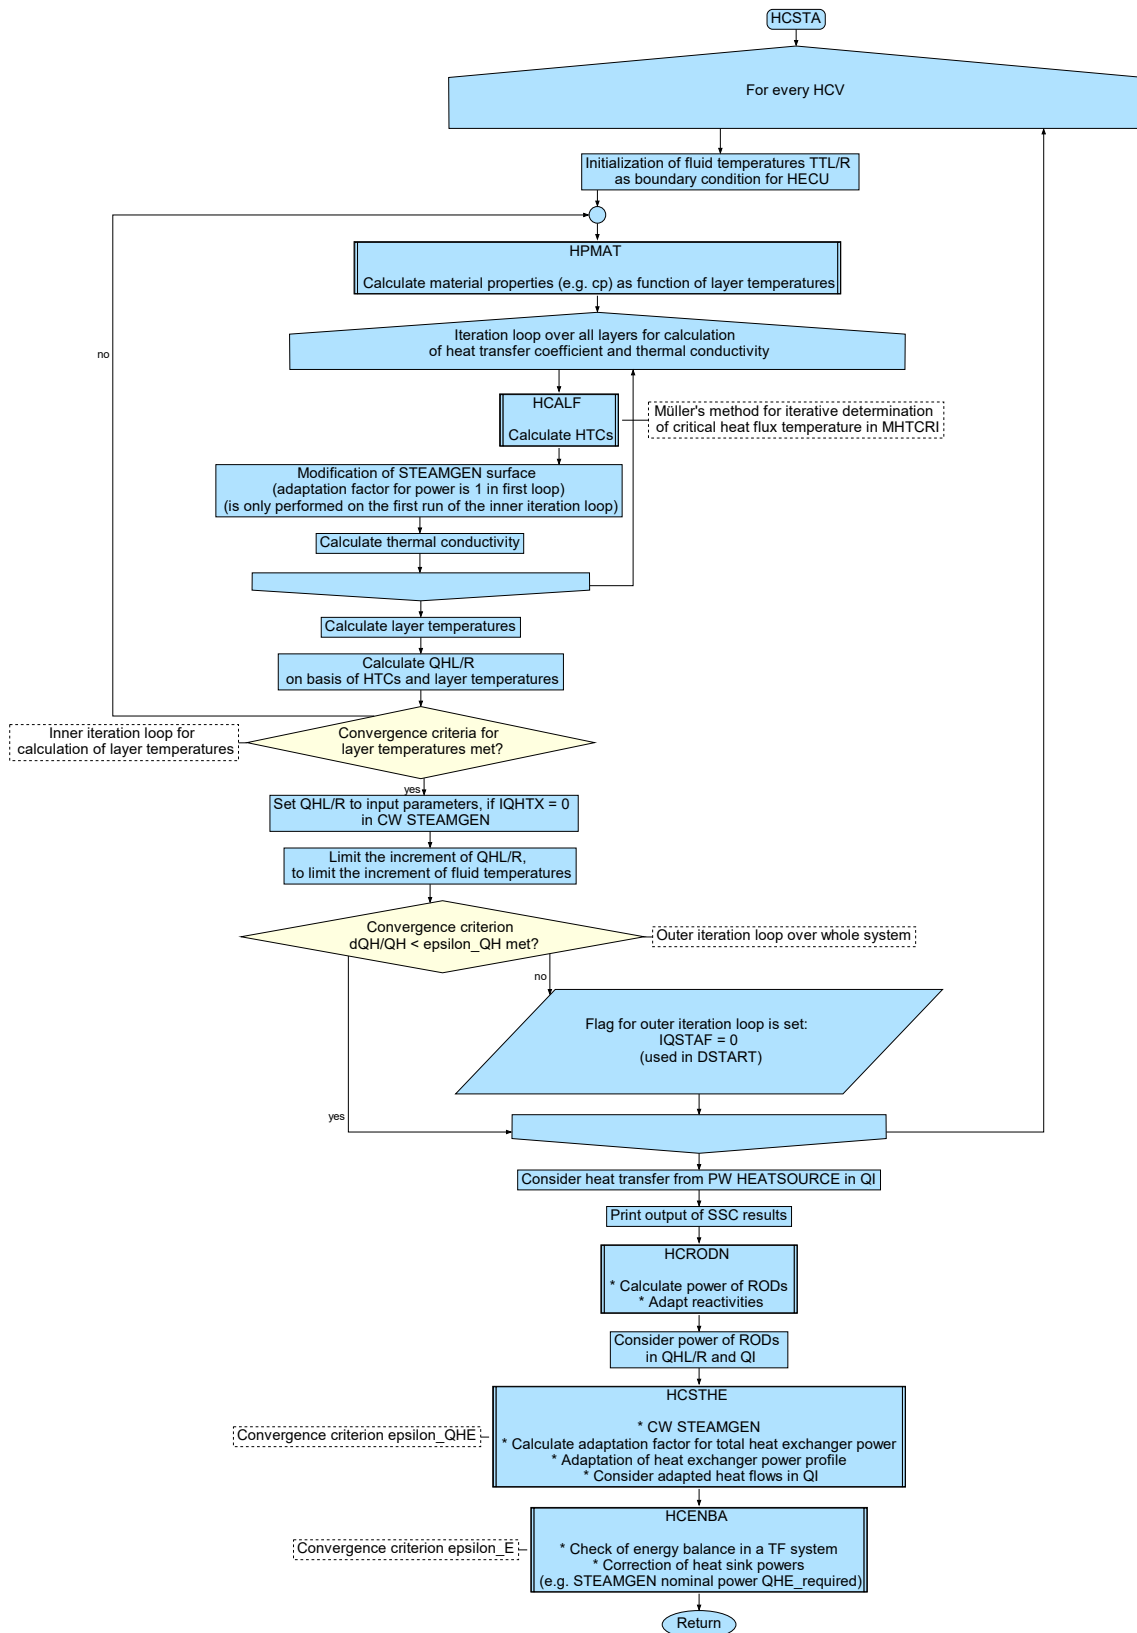 HCSTA
For every HCV
Initialization of fluid temperatures TTL/R
as boundary condition for HECU
HPMAT
Calculate material properties (e.g. cp) as function of layer temperatures
Iteration loop over all layers for calculation
of heat transfer coefficient and thermal conductivity
no
HCALF
Calculate HTCs
Müller's method for iterative determination
of critical heat flux temperature in MHTCRI
Modification of STEAMGEN surface
(adaptation factor for power is 1 in first loop)
(is only performed on the first run of the inner iteration loop)
Calculate thermal conductivity
Calculate layer temperatures
Calculate QHL/R
on basis of HTCs and layer temperatures
Inner iteration loop for
calculation of layer temperatures
Convergence criteria for
layer temperatures met?
yes
Set QHL/R to input parameters, if IQHTX = 0
in CW STEAMGEN
Limit the increment of QHL/R,
to limit the increment of fluid temperatures
Convergence criterion
dQH/QH < epsilon_QH met?
Outer iteration loop over whole system
no
Flag for outer iteration loop is set:
IQSTAF = 0
(used in DSTART)
yes
Consider heat transfer from PW HEATSOURCE in QI
Print output of SSC results
HCRODN
* Calculate power of RODs
* Adapt reactivities
Consider power of RODs
in QHL/R and QI
HCSTHE
* CW STEAMGEN
* Calculate adaptation factor for total heat exchanger power
* Adaptation of heat exchanger power profile
* Consider adapted heat flows in QI
Convergence criterion epsilon_QHE
HCENBA
* Check of energy balance in a TF system
* Correction of heat sink powers
(e.g. STEAMGEN nominal power QHE_required)
Convergence criterion epsilon_E
Return